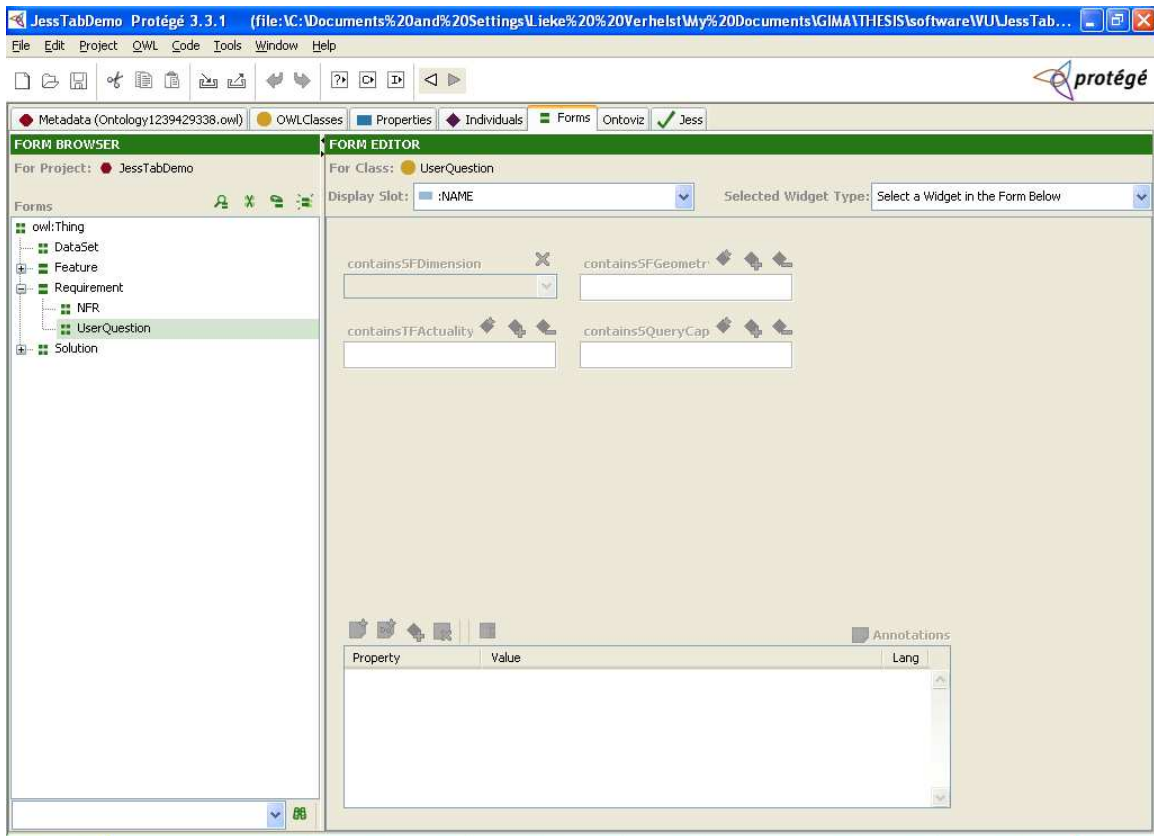 JessTabDemo Protégé 3.3.1 (file:\C:\Documents%20and%20Settings\Lieke%20%20Verhelst\My%20Documents\GIMA\THESIS\software\VU\JessTab...
File Edit Project OWL Code Tools Window Help
protégé
Metadata (Ontology1239429338.owl) OWLClasses Properties Individuals Forms Ontoviz Jess
FORM BROWSER
For Project: JessTabDemo
Forms
owl:Thing
DataSet
Feature
Requirement
NFR
UserQuestion
Solution
FORM EDITOR
For Class: UserQuestion
Display Slot: :NAME Selected Widget Type: Select a Widget in the Form Below
containsSFDimension containsSFGeometr
containsTFActuality containsSQueryCap
Annotations
Property Value Lang